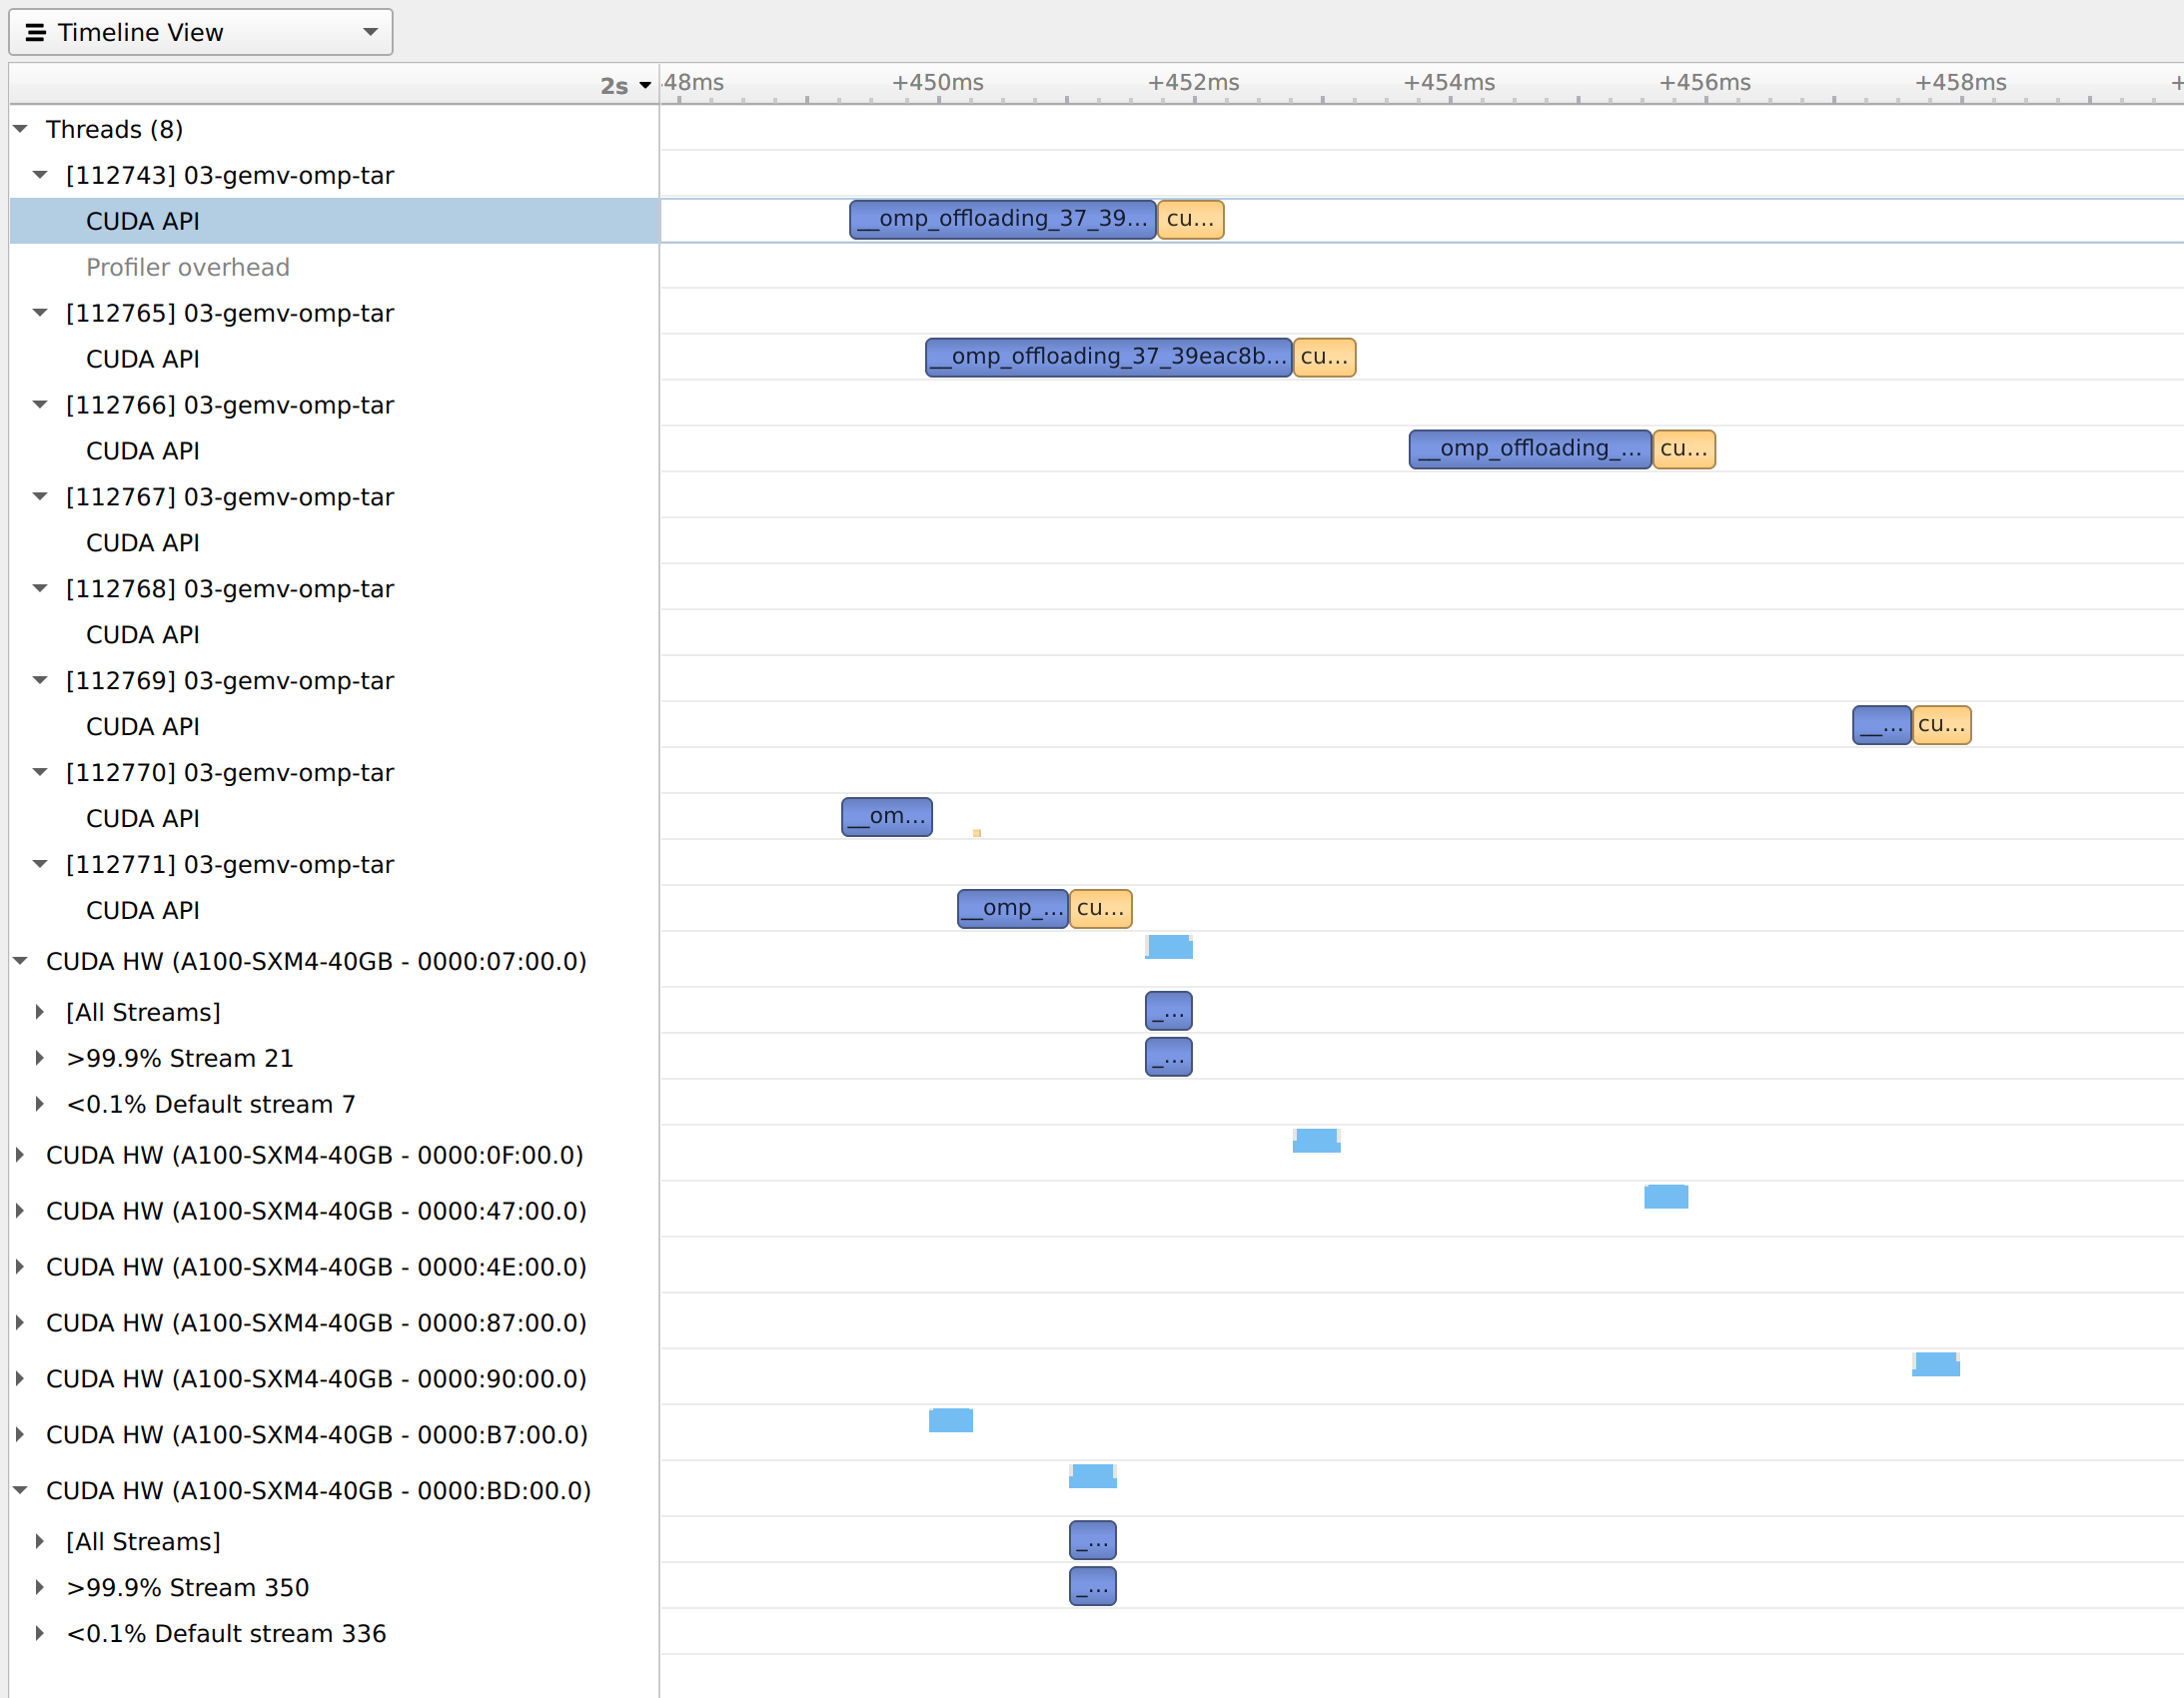 Timeline View
2s 48ms +450ms +452ms +454ms +456ms +458ms +
Threads (8)
[112743] 03-gemv-omp-tar
CUDA API __omp_offloading_37_39... cu...
Profiler overhead
[112765] 03-gemv-omp-tar
CUDA API __omp_offloading_37_39eac8b... cu...
[112766] 03-gemv-omp-tar
CUDA API __omp_offloading_... cu...
[112767] 03-gemv-omp-tar
CUDA API
[112768] 03-gemv-omp-tar
CUDA API
[112769] 03-gemv-omp-tar
CUDA API __... cu...
[112770] 03-gemv-omp-tar
CUDA API __om...
[112771] 03-gemv-omp-tar
CUDA API __omp_... cu...
CUDA HW (A100-SXM4-40GB - 0000:07:00.0)
[All Streams] _...
>99.9% Stream 21 _...
<0.1% Default stream 7
CUDA HW (A100-SXM4-40GB - 0000:0F:00.0)
CUDA HW (A100-SXM4-40GB - 0000:47:00.0)
CUDA HW (A100-SXM4-40GB - 0000:4E:00.0)
CUDA HW (A100-SXM4-40GB - 0000:87:00.0)
CUDA HW (A100-SXM4-40GB - 0000:90:00.0)
CUDA HW (A100-SXM4-40GB - 0000:B7:00.0)
CUDA HW (A100-SXM4-40GB - 0000:BD:00.0)
[All Streams] _...
>99.9% Stream 350 _...
<0.1% Default stream 336